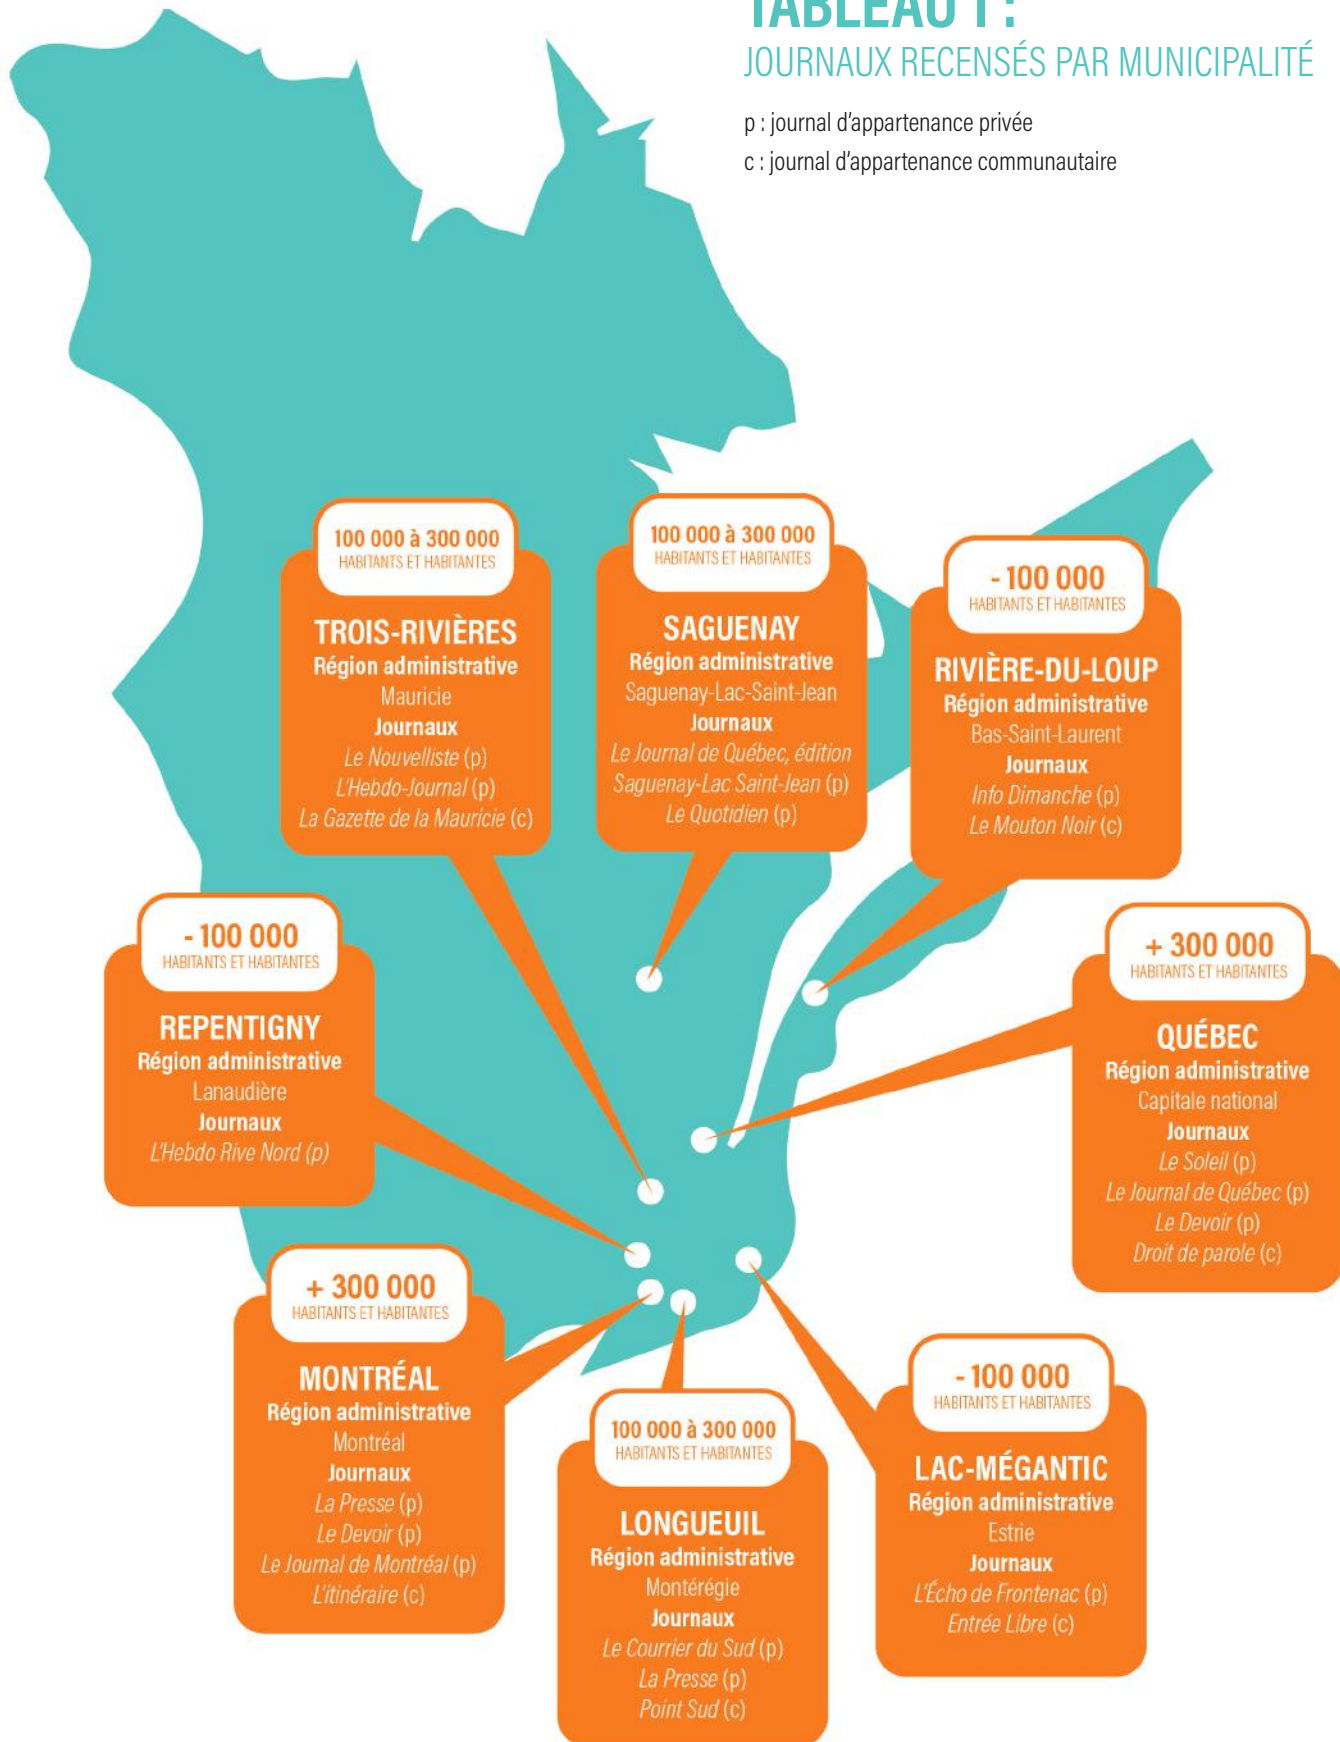 TABLEAU 1 :
JOURNAUX RECENSÉS PAR MUNICIPALITÉ
p : journal d'appartenance privée
c : journal d'appartenance communautaire
100 000 à 300 000
HABITANTS ET HABITANTES
TROIS-RIVIÈRES
Région administrative
Mauricie
Journaux
Le Nouvelliste (p)
L'Hebdo-Journal (p)
La Gazette de la Mauricie (c)
100 000 à 300 000
HABITANTS ET HABITANTES
SAGUENAY
Région administrative
Saguenay-Lac-Saint-Jean
Journaux
Le Journal de Québec, édition
Saguenay-Lac Saint-Jean (p)
Le Quotidien (p)
- 100 000
HABITANTS ET HABITANTES
RIVIÈRE-DU-LOUP
Région administrative
Bas-Saint-Laurent
Journaux
Info Dimanche (p)
Le Mouton Noir (c)
- 100 000
HABITANTS ET HABITANTES
REPENTIGNY
Région administrative
Lanaudière
Journaux
L'Hebdo Rive Nord (p)
+ 300 000
HABITANTS ET HABITANTES
QUÉBEC
Région administrative
Capitale national
Journaux
Le Soleil (p)
Le Journal de Québec (p)
Le Devoir (p)
Droit de parole (c)
+ 300 000
HABITANTS ET HABITANTES
MONTRÉAL
Région administrative
Montréal
Journaux
La Presse (p)
Le Devoir (p)
Le Journal de Montréal (p)
L'itinéraire (c)
100 000 à 300 000
HABITANTS ET HABITANTES
LONGUEUIL
Région administrative
Montérégie
Journaux
Le Courrier du Sud (p)
La Presse (p)
Point Sud (c)
- 100 000
HABITANTS ET HABITANTES
LAC-MÉGANTIC
Région administrative
Estrie
Journaux
L'Écho de Frontenac (p)
Entrée Libre (c)